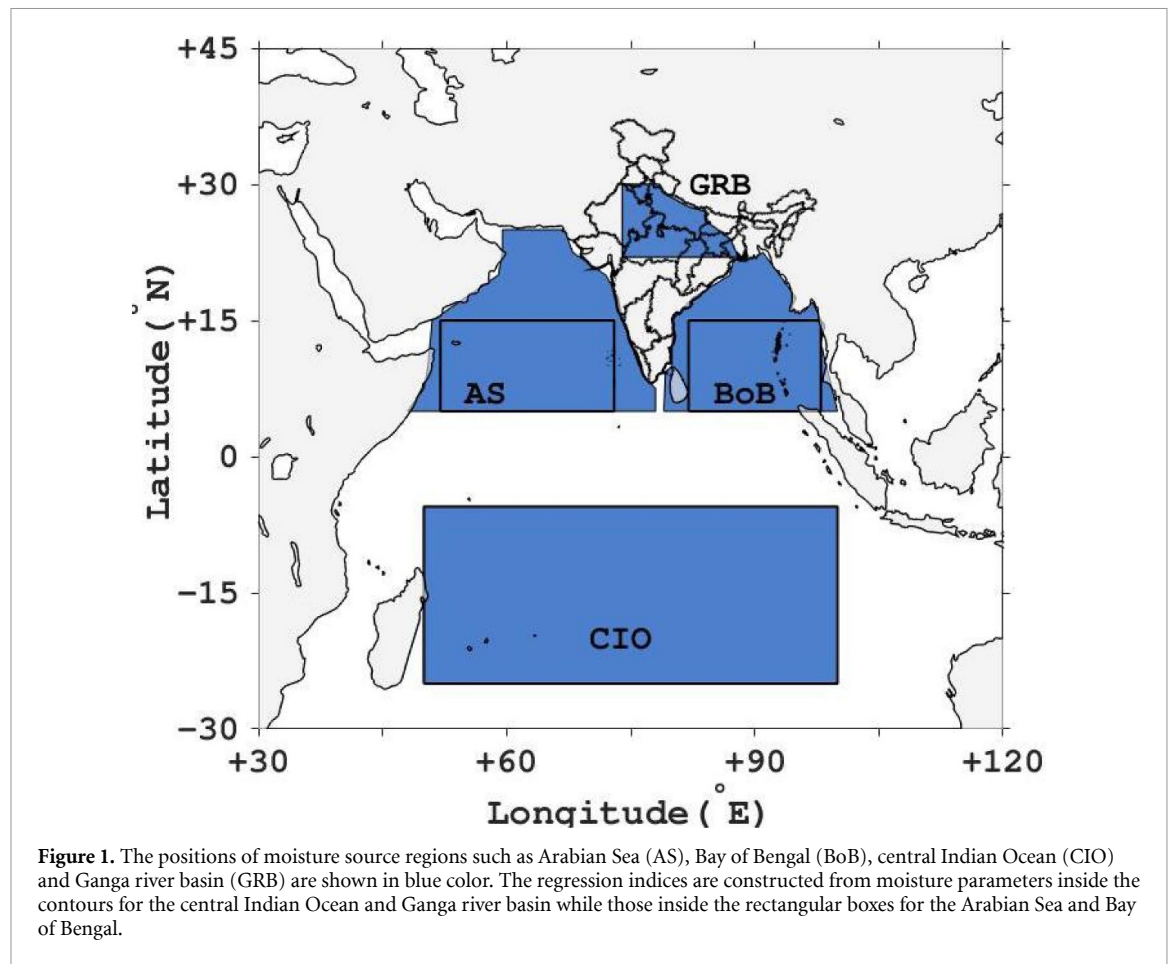 +45
+30
GRB
+15
AS
BoB
0
-15
CIO
-30
+30
+60
+90
+120
Latitude(°N)
Longitude(°E)
Figure 1. The positions of moisture source regions such as Arabian Sea (AS), Bay of Bengal (BoB), central Indian Ocean (CIO)
and Ganga river basin (GRB) are shown in blue color. The regression indices are constructed from moisture parameters inside the
contours for the central Indian Ocean and Ganga river basin while those inside the rectangular boxes for the Arabian Sea and Bay
of Bengal.